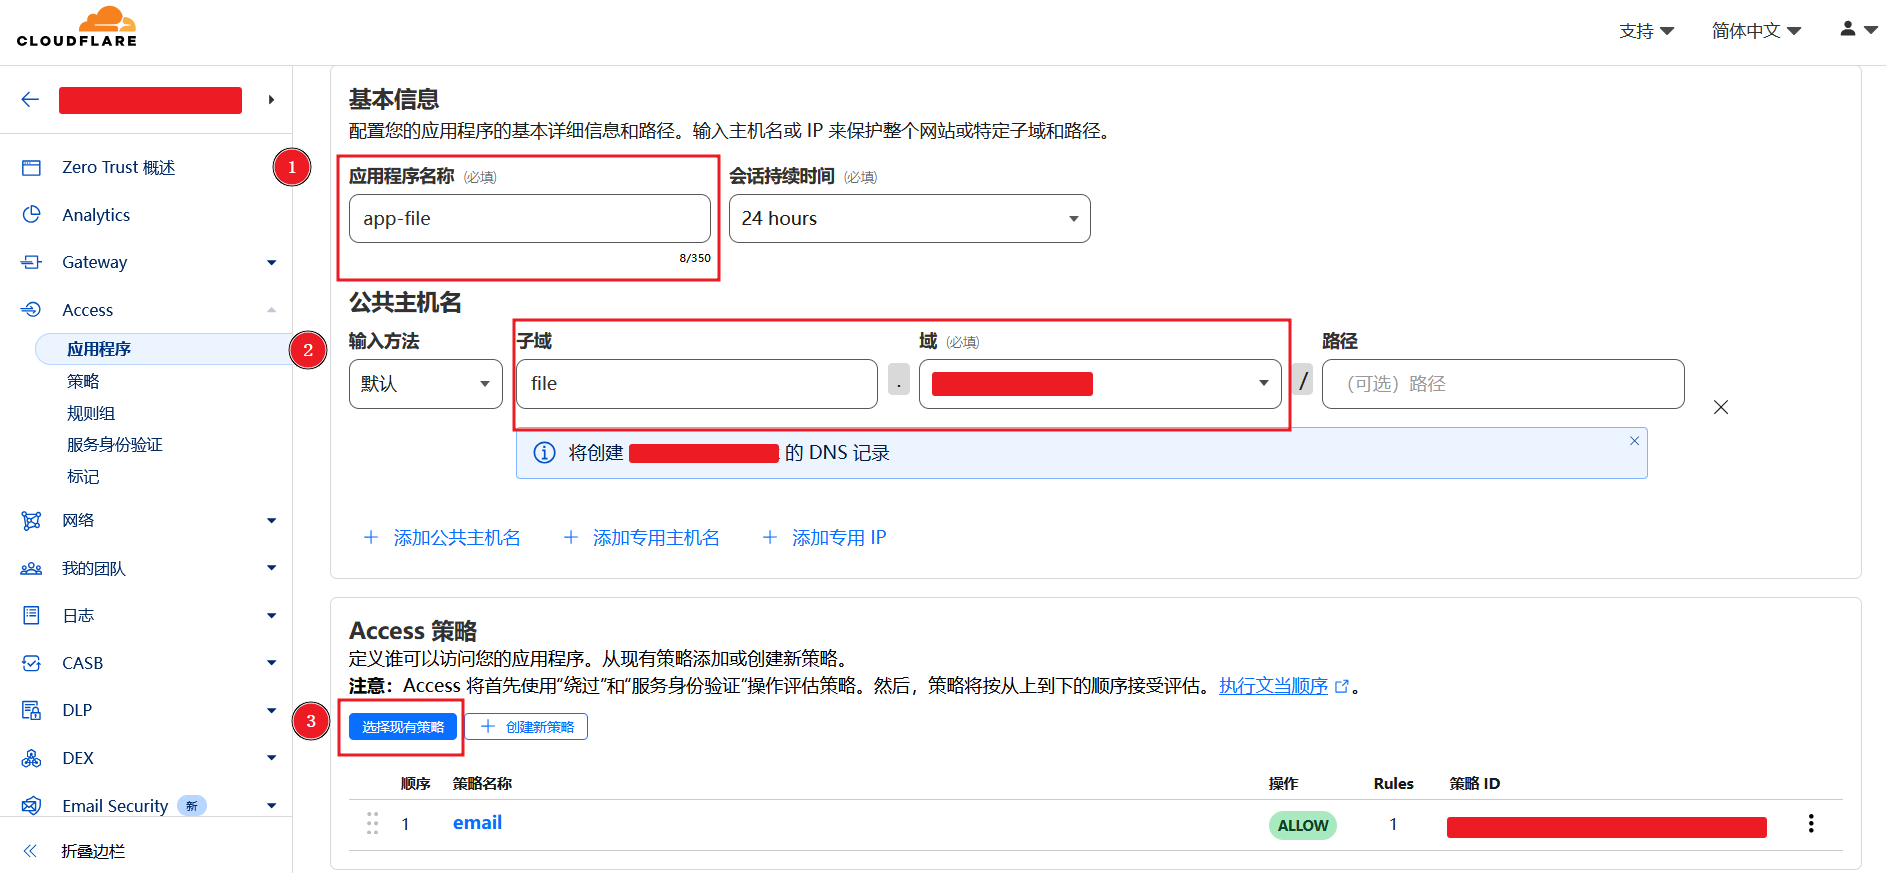 CLOUDFLARE
支持
简体中文
Zero Trust 概述
Analytics
Gateway
Access
应用程序
策略
规则组
服务身份验证
标记
网络
我的团队
日志
CASB
DLP
DEX
Email Security 新
折叠边栏
基本信息
配置您的应用程序的基本详细信息和路径。输入主机名或 IP 来保护整个网站或特定子域和路径。
1
应用程序名称 (必填)
会话持续时间 (必填)
app-file
24 hours
8/350
公共主机名
2
输入方法
子域
域 (必填)
路径
默认
file
.
/
（可选）路径
将创建 的 DNS 记录
+ 添加公共主机名
+ 添加专用主机名
+ 添加专用 IP
Access 策略
定义谁可以访问您的应用程序。从现有策略添加或创建新策略。
注意：Access 将首先使用“绕过”和“服务身份验证”操作评估策略。然后，策略将按从上到下的顺序接受评估。执行文当顺序。
3
选择现有策略
+ 创建新策略
顺序 策略名称 操作 Rules 策略 ID
1 email ALLOW 1